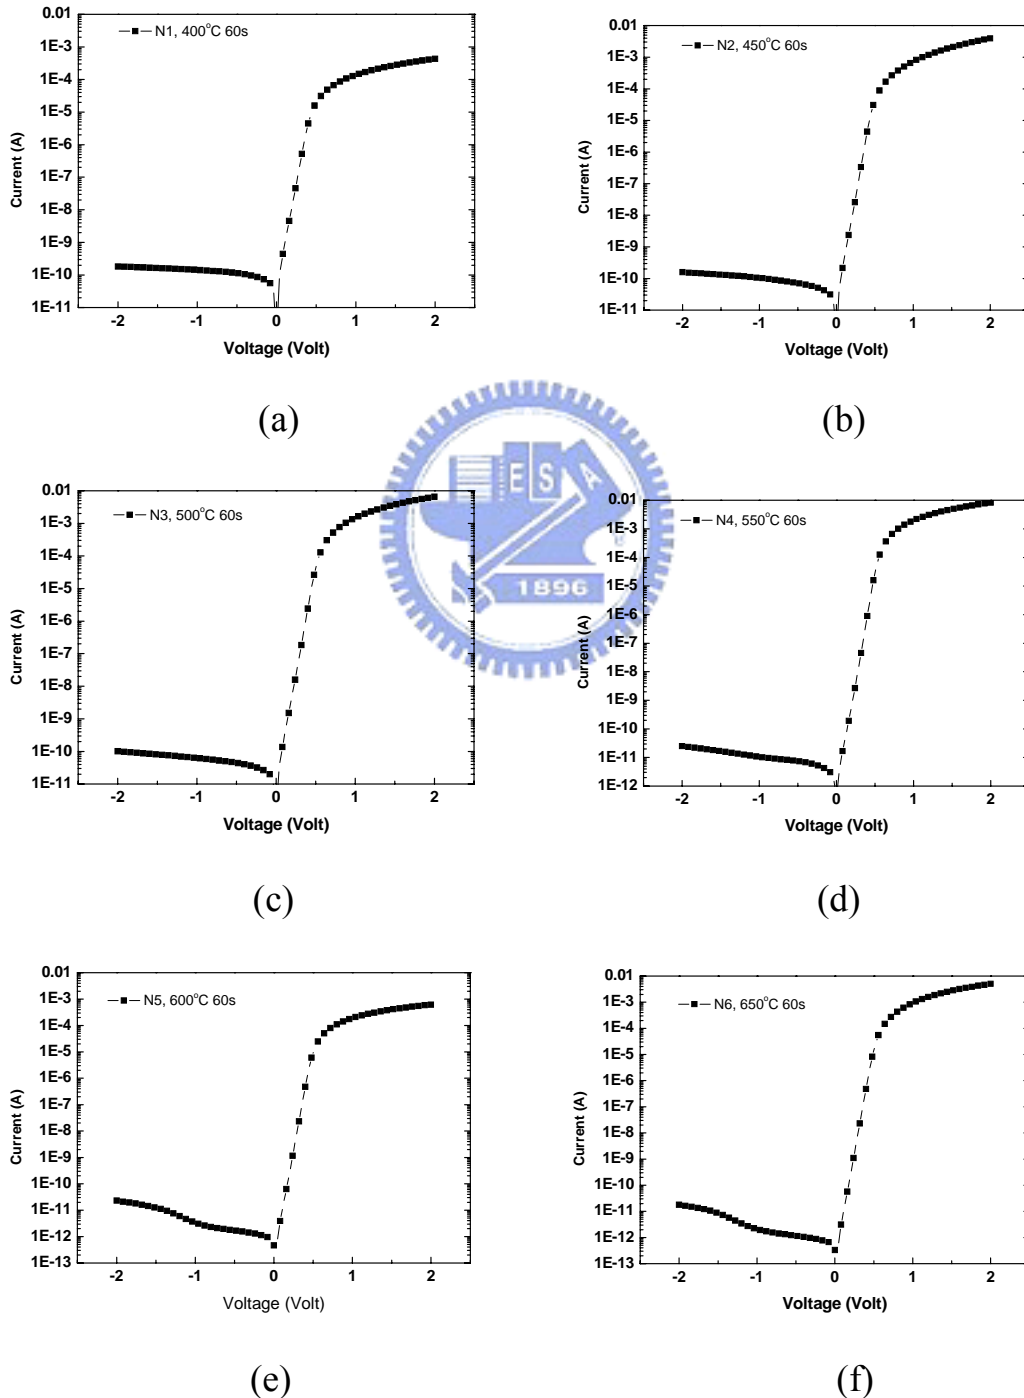 0.01
1E-3
1E-4
1E-5
1E-6
1E-7
1E-8
1E-9
1E-10
1E-11
Current (A)
N1, 400°C 60s
-2 -1 0 1 2
Voltage (Volt)
(a)
0.01
1E-3
1E-4
1E-5
1E-6
1E-7
1E-8
1E-9
1E-10
1E-11
Current (A)
N2, 450°C 60s
-2 -1 0 1 2
Voltage (Volt)
(b)
E S A
1896
0.01
1E-3
1E-4
1E-5
1E-6
1E-7
1E-8
1E-9
1E-10
1E-11
Current (A)
N3, 500°C 60s
-2 -1 0 1 2
Voltage (Volt)
(c)
0.01
1E-3
1E-4
1E-5
1E-6
1E-7
1E-8
1E-9
1E-10
1E-11
1E-12
Current (A)
N4, 550°C 60s
-2 -1 0 1 2
Voltage (Volt)
(d)
0.01
1E-3
1E-4
1E-5
1E-6
1E-7
1E-8
1E-9
1E-10
1E-11
1E-12
1E-13
Current (A)
N5, 600°C 60s
-2 -1 0 1 2
Voltage (Volt)
(e)
0.01
1E-3
1E-4
1E-5
1E-6
1E-7
1E-8
1E-9
1E-10
1E-11
1E-12
1E-13
Current (A)
N6, 650°C 60s
-2 -1 0 1 2
Voltage (Volt)
(f)